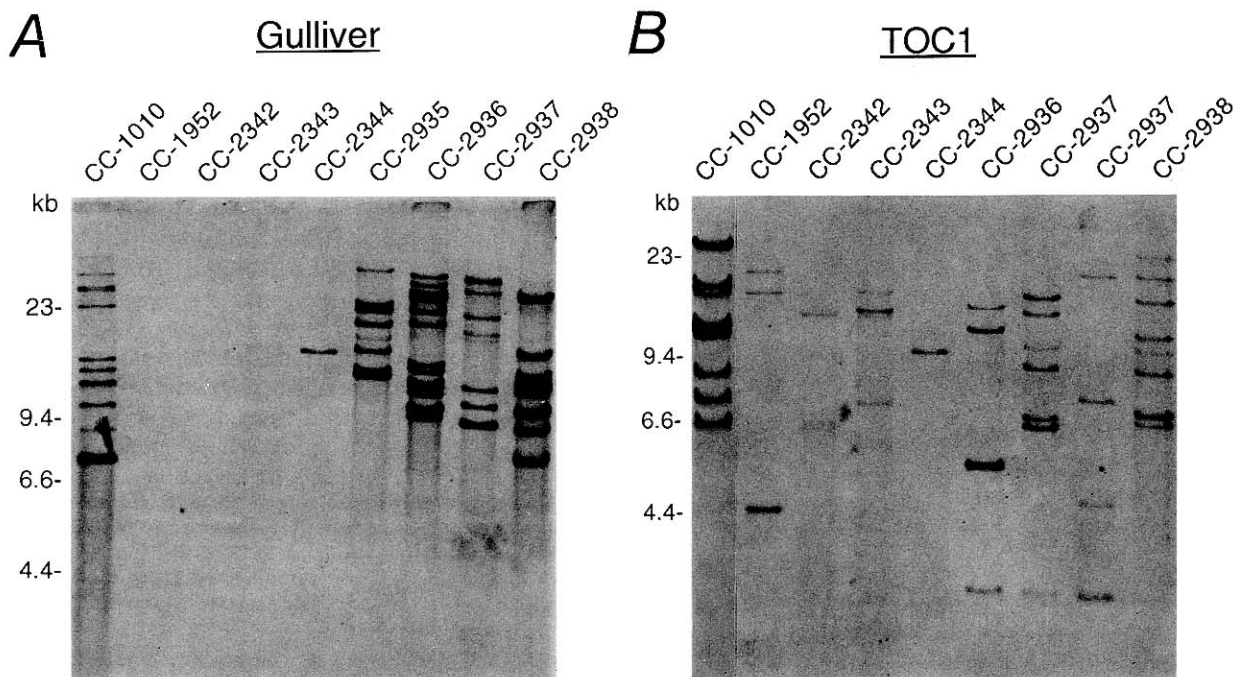 A
Gulliver
CC-1010
CC-1952
CC-2342
CC-2343
CC-2344
CC-2935
CC-2936
CC-2937
CC-2938
kb
23-
9.4-
6.6-
4.4-
B
TOC1
CC-1010
CC-1952
CC-2342
CC-2343
CC-2344
CC-2936
CC-2937
CC-2937
CC-2938
kb
23-
9.4-
6.6-
4.4-